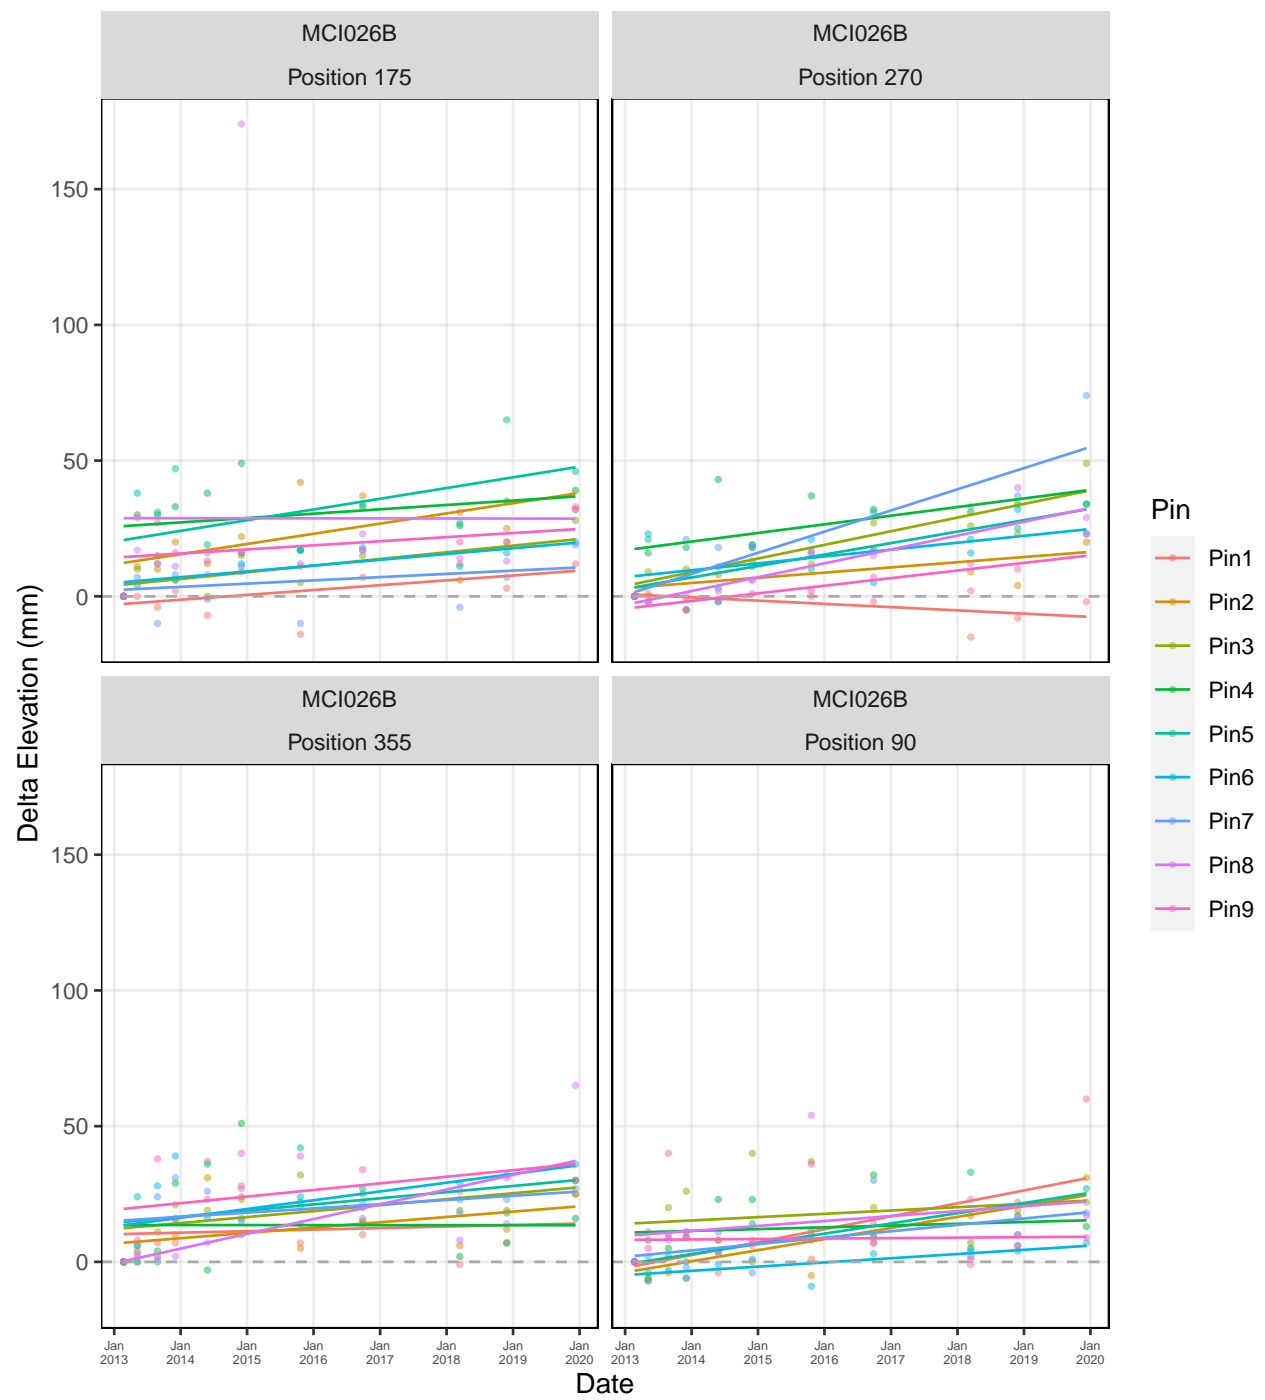 MCI026B
MCI026B
Position 175
Position 270
150
100
50
0
MCI026B
MCI026B
Position 355
Position 90
150
100
50
0
Delta Elevation (mm)
Jan Jan Jan Jan Jan Jan Jan Jan Jan Jan Jan Jan Jan Jan Jan Jan
2013 2014 2015 2016 2017 2018 2019 2020 2013 2014 2015 2016 2017 2018 2019 2020
Date
Pin
Pin1
Pin2
Pin3
Pin4
Pin5
Pin6
Pin7
Pin8
Pin9